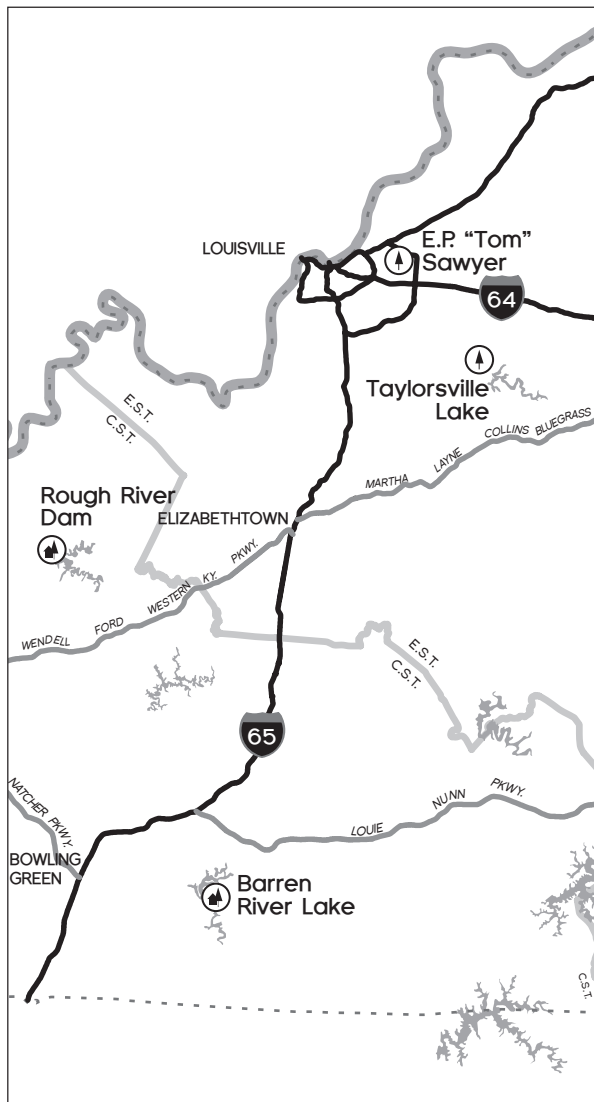 LOUISVILLE
E.P. “Tom”
Sawyer
64
Taylorsville
Lake
E.S.T.
C.S.T.
MARTHA LAYNE COLLINS BLUEGRASS
Rough River
Dam
ELIZABETHTOWN
WENDELL FORD WESTERN KY. PKWY.
E.S.T.
C.S.T.
65
NATCHER PKWY.
LOUIE NUNN PKWY.
BOWLING
GREEN
Barren
River Lake
C.S.T.